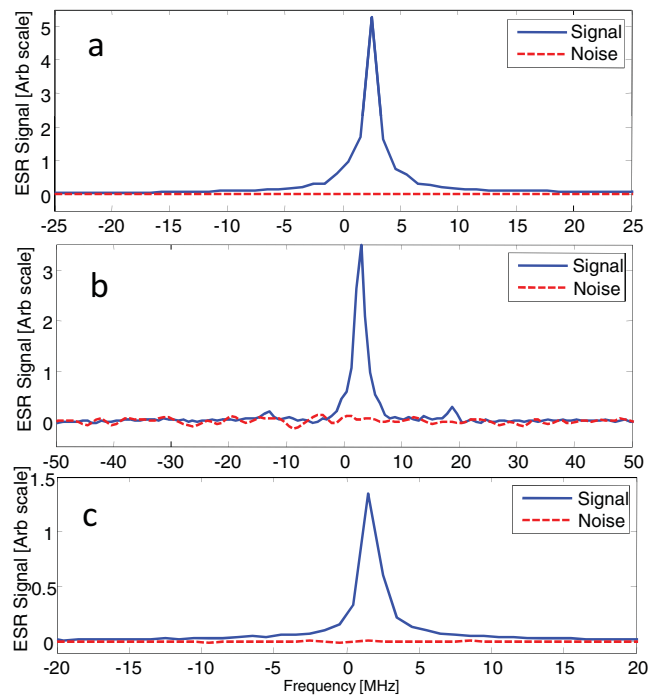 a
ESR Signal [Arb scale]
5
4
3
2
1
0
Signal
Noise
-25 -20 -15 -10 -5 0 5 10 15 20 25
b
ESR Signal [Arb scale]
3
2
1
0
Signal
Noise
-50 -40 -30 -20 -10 0 10 20 30 40 50
c
ESR Signal [Arb scale]
1.5
1
0.5
0
Signal
Noise
-20 -15 -10 -5 0 5 10 15 20
Frequency [MHz]